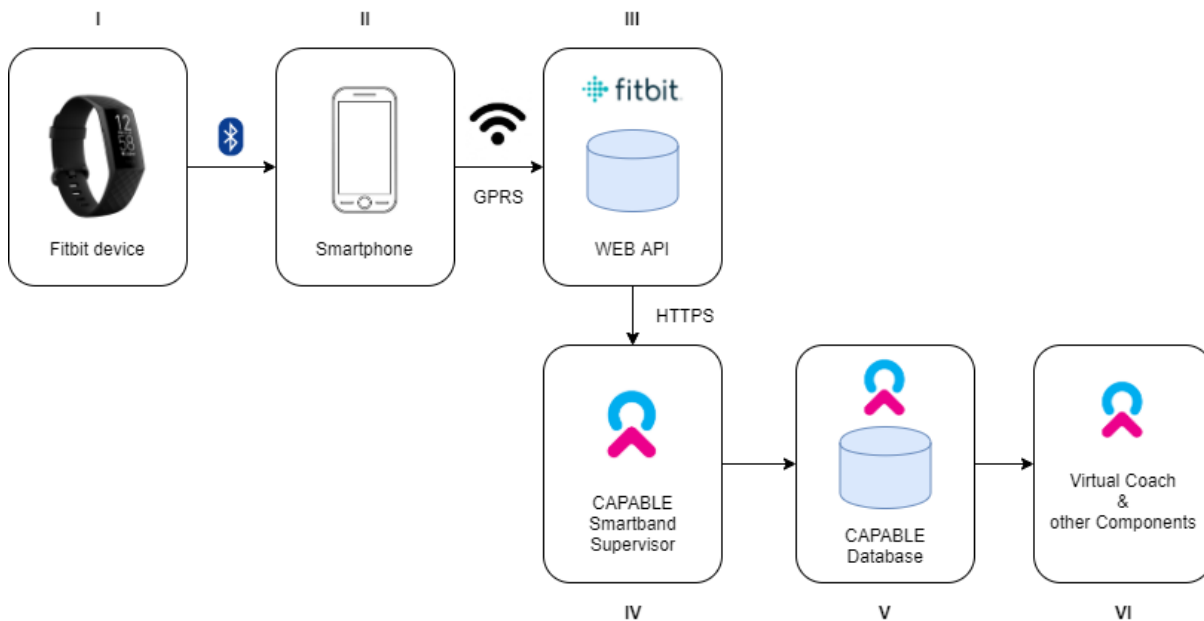 I
II
III
fitbit
Fitbit device
Smartphone
GPRS
WEB API
HTTPS
CAPABLE
Smartband
Supervisor
CAPABLE
Database
Virtual Coach
&
other Components
IV
V
VI